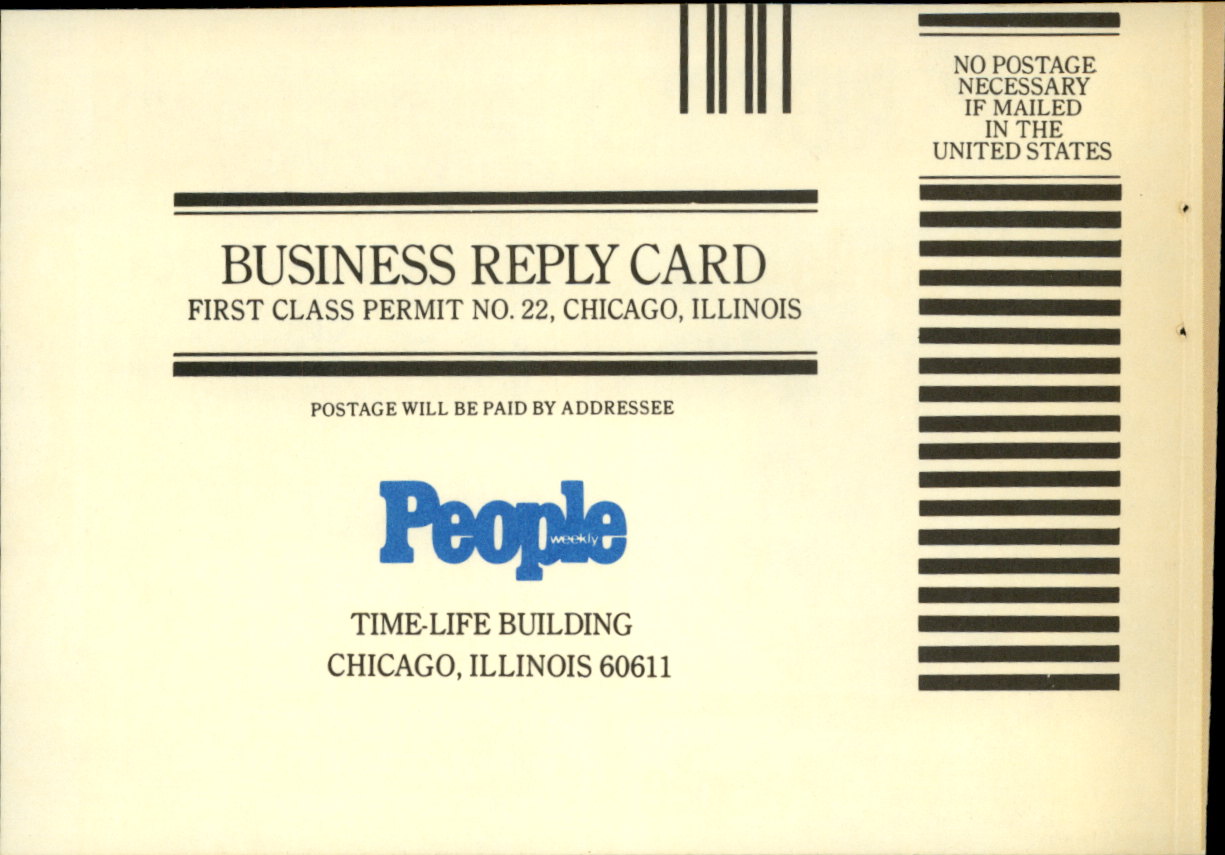 NO POSTAGE
NECESSARY
IF MAILED
IN THE
UNITED STATES
BUSINESS REPLY CARD
FIRST CLASS PERMIT NO. 22, CHICAGO, ILLINOIS
POSTAGE WILL BE PAID BY ADDRESSEE
People
weekly
TIME-LIFE BUILDING
CHICAGO, ILLINOIS 60611